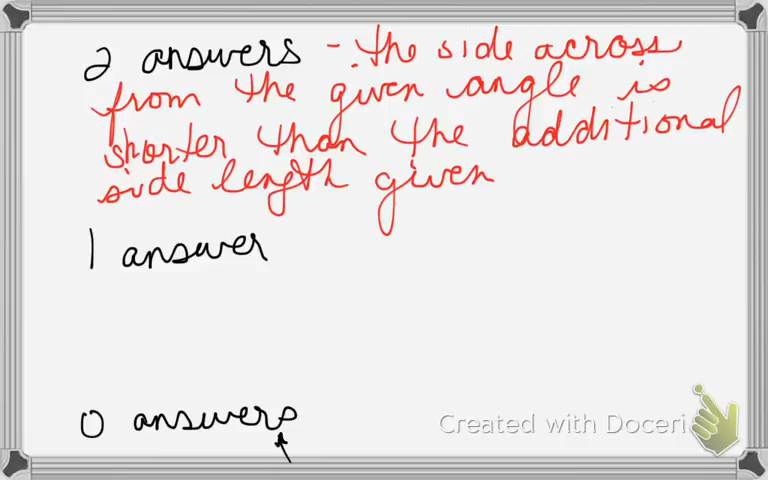 2 answers - the side across
from the given angle is
shorter than the additional
side length given
1 answer
0 answers
Created with Doceri